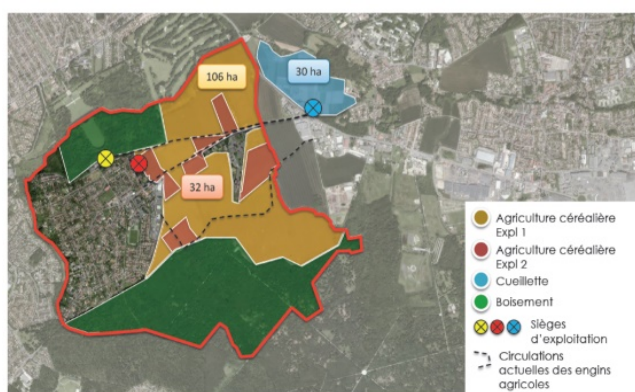 106 ha
30 ha
32 ha
Agriculture céréalière
Expl 1
Agriculture céréalière
Expl 2
Cueillette
Boisement
Sièges
d'exploitation
Circulations
actuelles des engins
agricoles